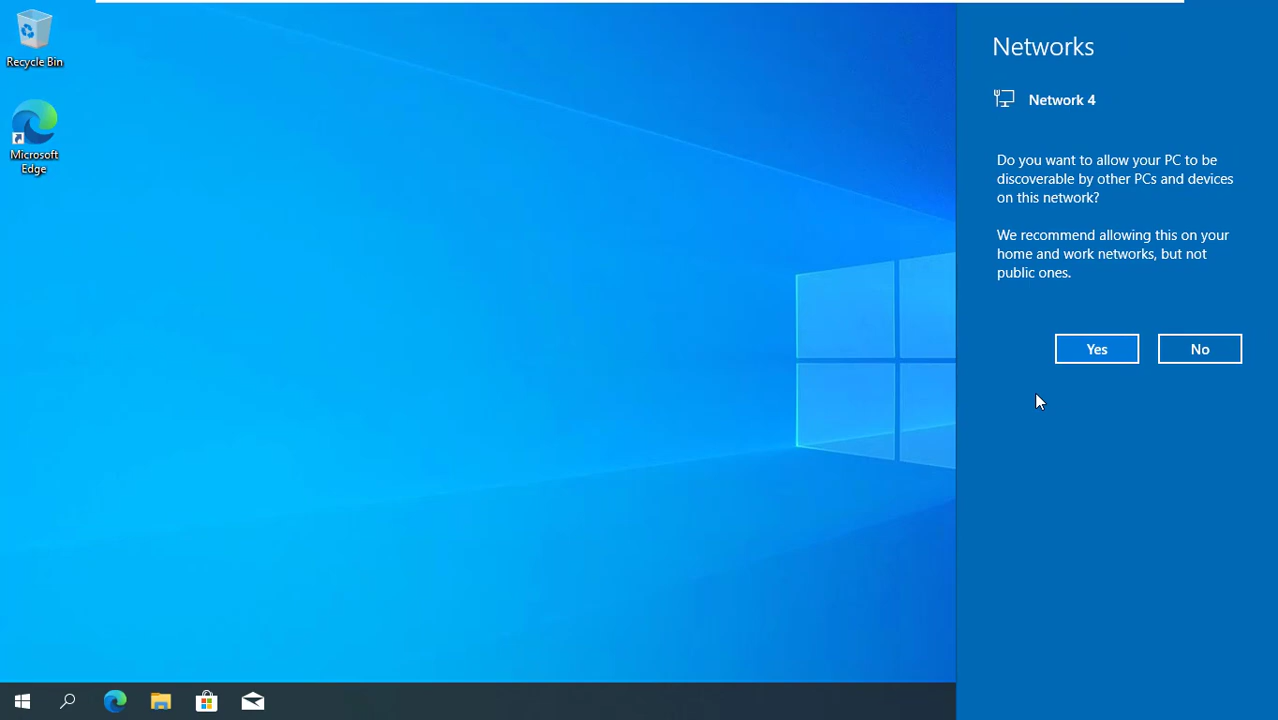 Recycle Bin
Microsoft
Edge
Networks
Network 4
Do you want to allow your PC to be
discoverable by other PCs and devices
on this network?
We recommend allowing this on your
home and work networks, but not
public ones.
Yes
No